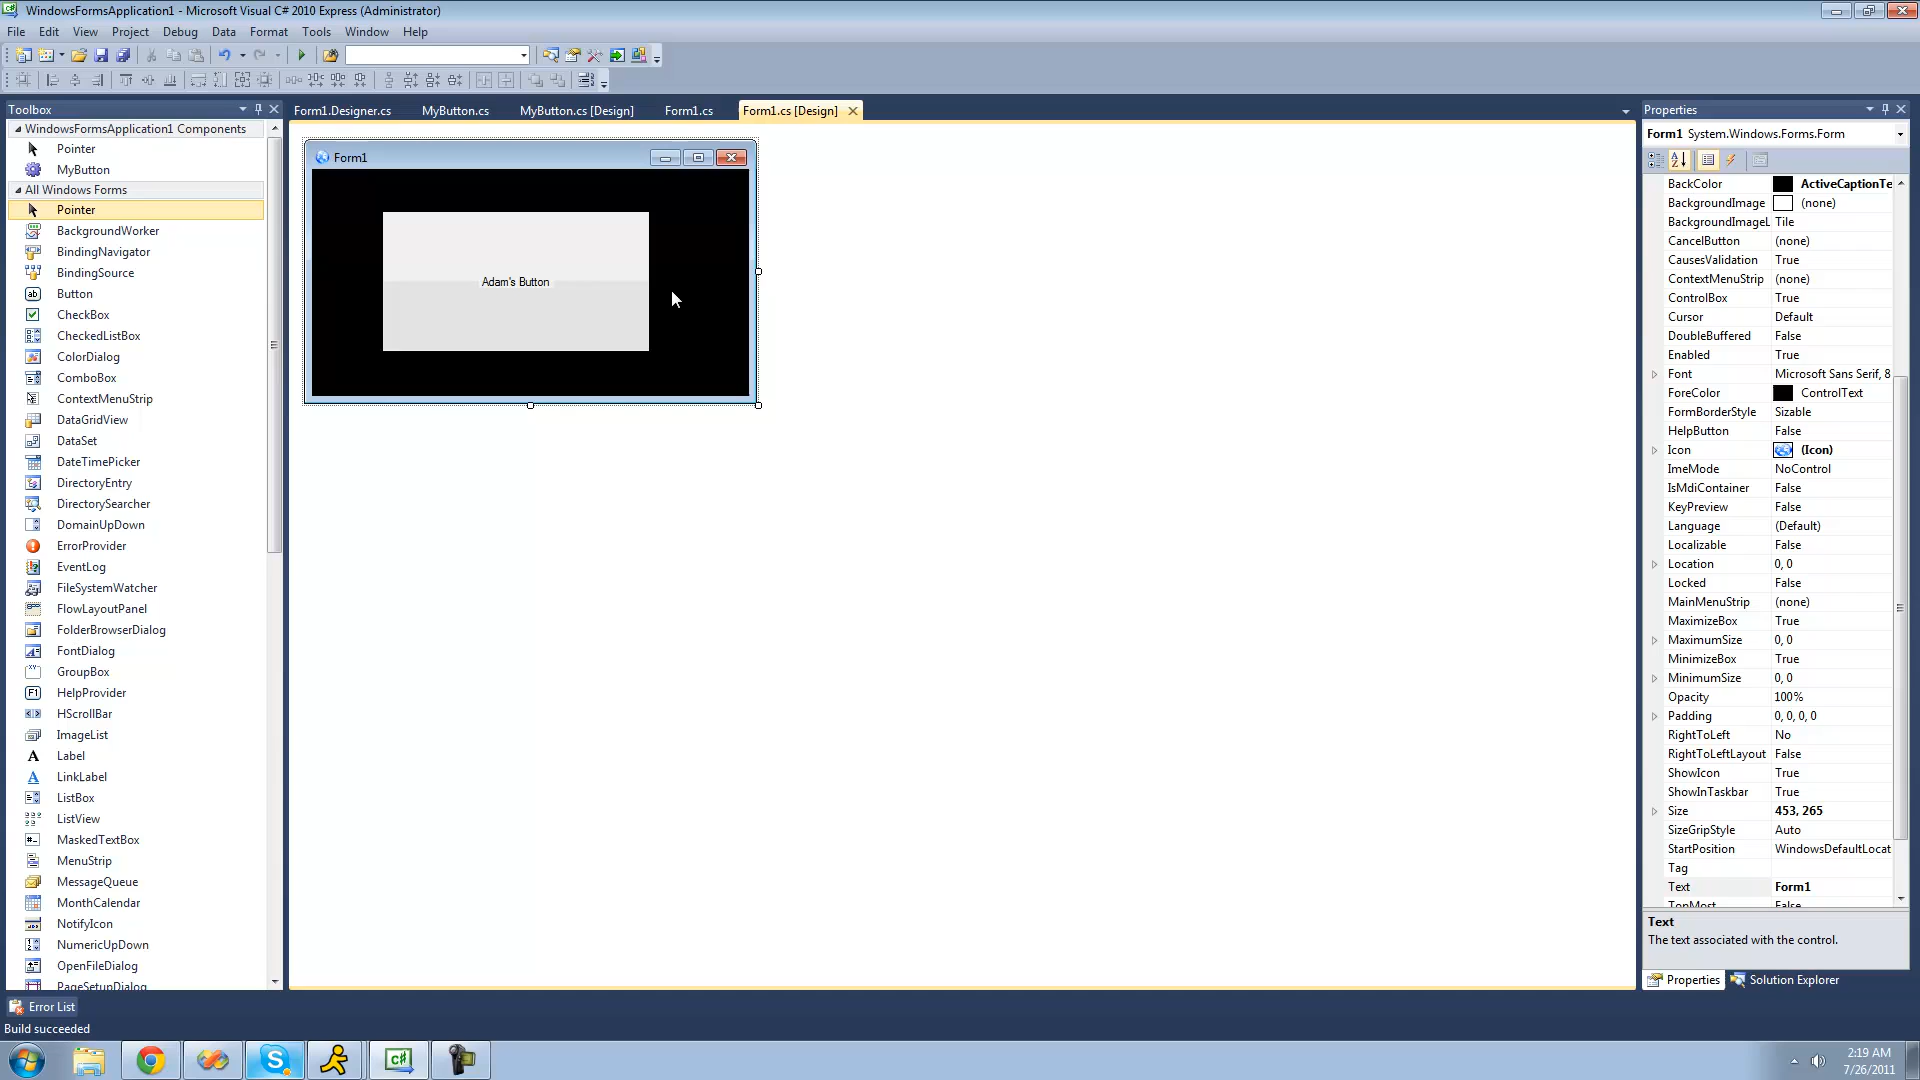 WindowsFormsApplication1 - Microsoft Visual C# 2010 Express (Administrator)
File Edit View Project Debug Data Format Tools Window Help
Toolbox
WindowsFormsApplication1 Components
Pointer
MyButton
All Windows Forms
Pointer
BackgroundWorker
BindingNavigator
BindingSource
Button
CheckBox
CheckedListBox
ColorDialog
ComboBox
ContextMenuStrip
DataGridView
DataSet
DateTimePicker
DirectoryEntry
DirectorySearcher
DomainUpDown
ErrorProvider
EventLog
FileSystemWatcher
FlowLayoutPanel
FolderBrowserDialog
FontDialog
GroupBox
HelpProvider
HScrollBar
ImageList
Label
LinkLabel
ListBox
ListView
MaskedTextBox
MenuStrip
MessageQueue
MonthCalendar
NotifyIcon
NumericUpDown
OpenFileDialog
PageSetupDialog
Form1.Designer.cs MyButton.cs MyButton.cs [Design] Form1.cs Form1.cs [Design]
Form1
Adam's Button
Properties
Form1 System.Windows.Forms.Form
BackColor ActiveCaptionTe
BackgroundImage (none)
BackgroundImageL Tile
CancelButton (none)
CausesValidation True
ContextMenuStrip (none)
ControlBox True
Cursor Default
DoubleBuffered False
Enabled True
Font Microsoft Sans Serif, 8
ForeColor ControlText
FormBorderStyle Sizable
HelpButton False
Icon (Icon)
ImeMode NoControl
IsMdiContainer False
KeyPreview False
Language (Default)
Localizable False
Location 0, 0
Locked False
MainMenuStrip (none)
MaximizeBox True
MaximumSize 0, 0
MinimizeBox True
MinimumSize 0, 0
Opacity 100%
Padding 0, 0, 0, 0
RightToLeft No
RightToLeftLayout False
ShowIcon True
ShowInTaskbar True
Size 453, 265
SizeGripStyle Auto
StartPosition WindowsDefaultLocat
Tag
Text Form1
TopMost False
Text
The text associated with the control.
Properties Solution Explorer
Error List
Build succeeded
2:19 AM
7/26/2011